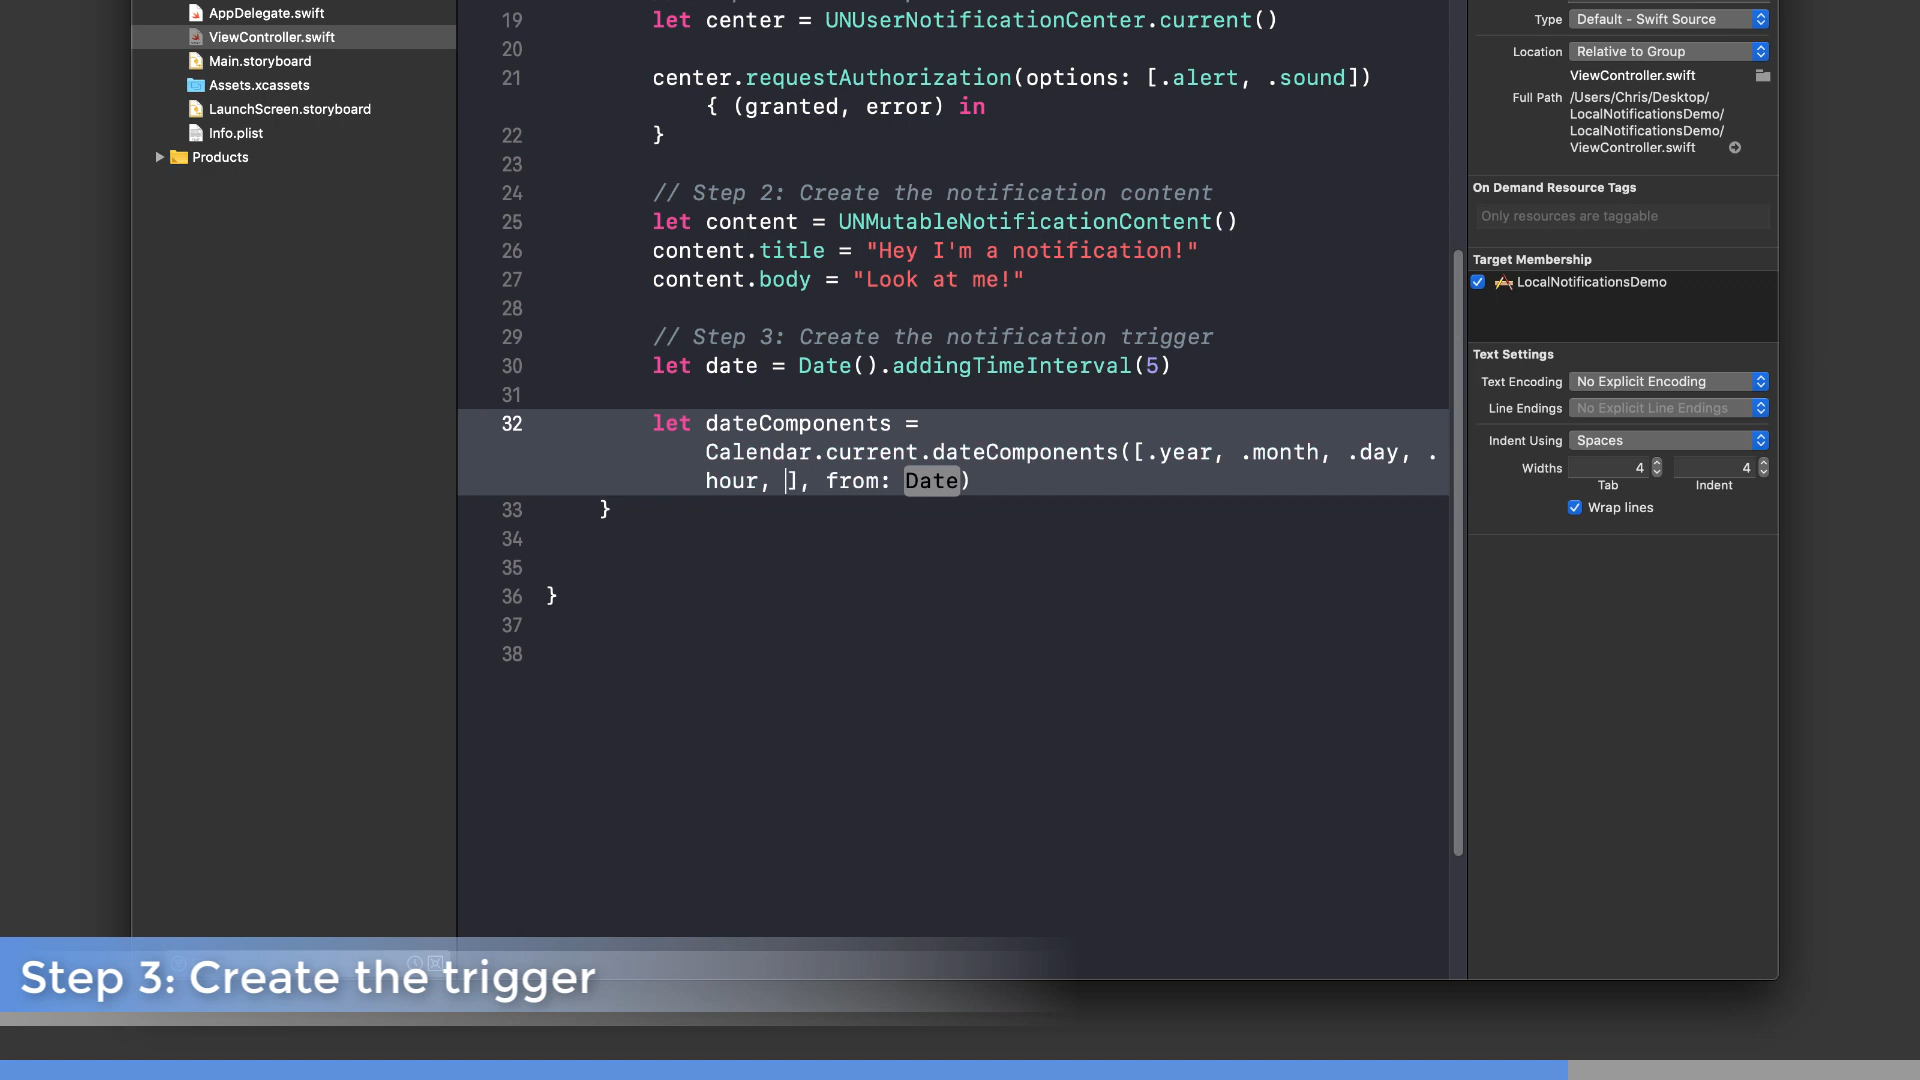 AppDelegate.swift
ViewController.swift
Main.storyboard
Assets.xcassets
LaunchScreen.storyboard
Info.plist
Products
19 let center = UNUserNotificationCenter.current()
20
21 center.requestAuthorization(options: [.alert, .sound])
{ (granted, error) in
22 }
23
24 // Step 2: Create the notification content
25 let content = UNMutableNotificationContent()
26 content.title = "Hey I'm a notification!"
27 content.body = "Look at me!"
28
29 // Step 3: Create the notification trigger
30 let date = Date().addingTimeInterval(5)
31
32 let dateComponents =
Calendar.current.dateComponents([.year, .month, .day, .
hour, ], from: Date)
33 }
34
35
36 }
37
38
Type Default - Swift Source
Location Relative to Group
ViewController.swift
Full Path /Users/Chris/Desktop/
LocalNotificationsDemo/
LocalNotificationsDemo/
ViewController.swift
On Demand Resource Tags
Only resources are taggable
Target Membership
LocalNotificationsDemo
Text Settings
Text Encoding No Explicit Encoding
Line Endings No Explicit Line Endings
Indent Using Spaces
Widths 4 4
Tab Indent
Wrap lines
Step 3: Create the trigger